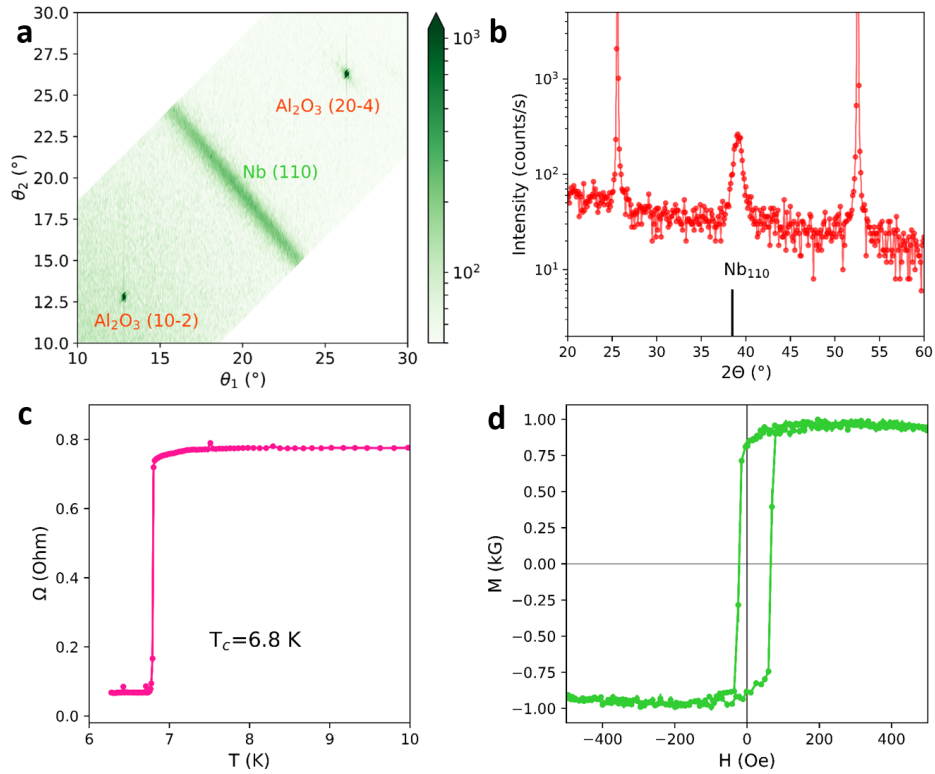 a
30.0
27.5
25.0
22.5
20.0
17.5
15.0
12.5
10.0
θ₂ (°)
10 15 20 25 30
θ₁ (°)
Al₂O₃ (20-4)
Nb (110)
Al₂O₃ (10-2)
10³
10²
b
Intensity (counts/s)
10³
10²
10¹
Nb₁₁₀
20 25 30 35 40 45 50 55 60
2Θ (°)
c
Ω (Ohm)
0.8
0.6
0.4
0.2
0.0
T_c=6.8 K
6 7 8 9 10
T (K)
d
M (kG)
1.00
0.75
0.50
0.25
0.00
−0.25
−0.50
−0.75
−1.00
−400 −200 0 200 400
H (Oe)